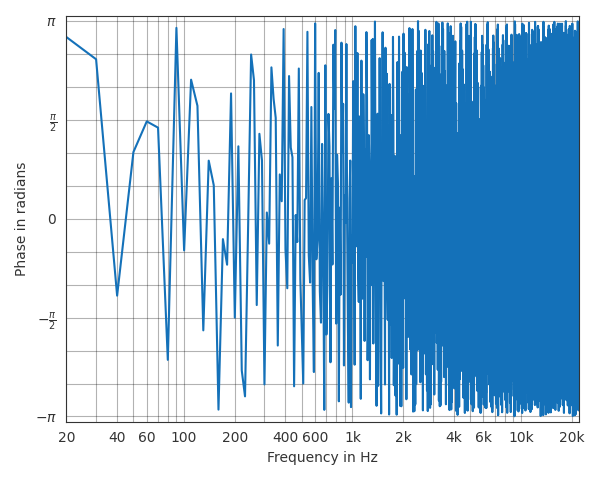 Phase in radians
π
π/2
0
−π/2
−π
20 40 60 100 200 400 600 1k 2k 4k 6k 10k 20k
Frequency in Hz